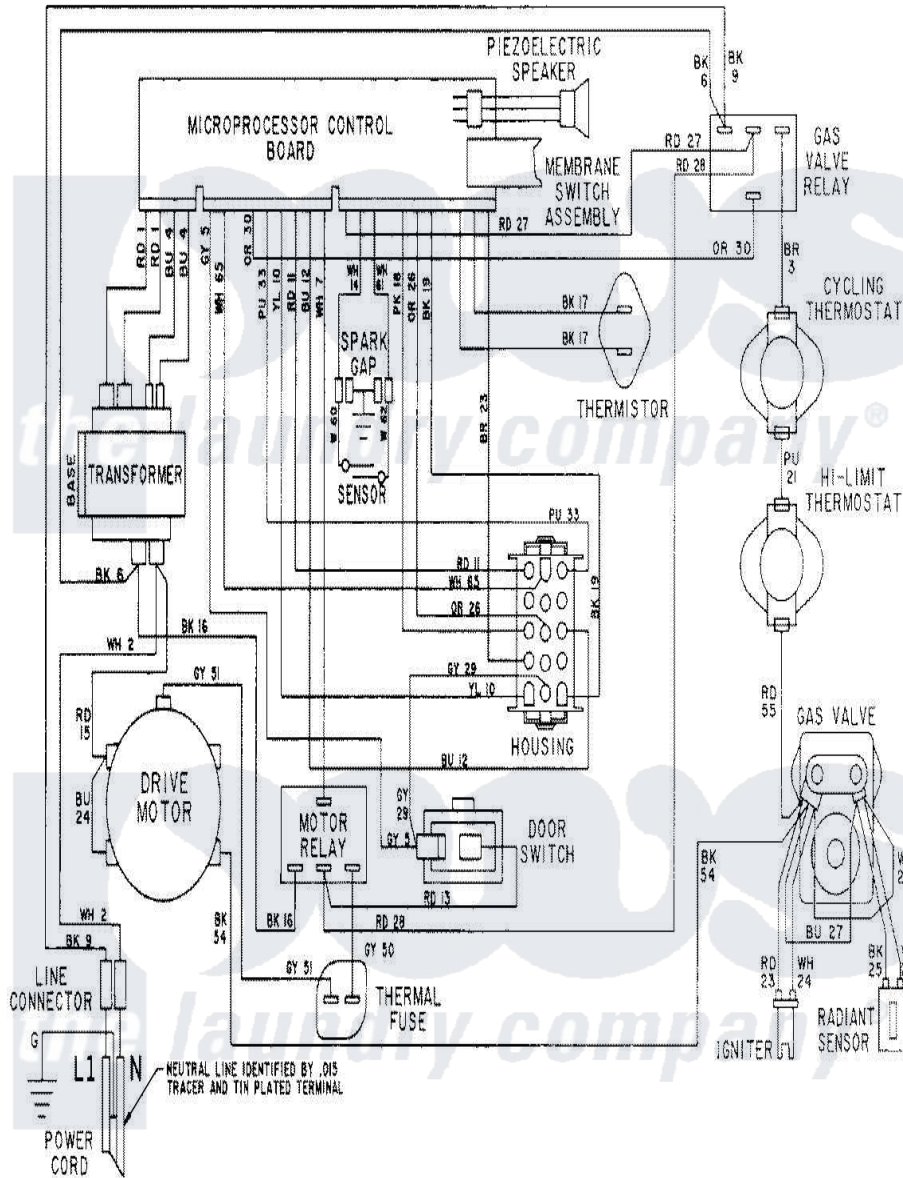 PIEZOELECTRIC
SPEAKER
BK 6
BK 9
MICROPROCESSOR CONTROL
BOARD
MEMBRANE
SWITCH
ASSEMBLY
RD 27
RD 28
GAS
VALVE
RELAY
RD 27
OR 30
BR
3
RD 1
RD 1
BU 4
BU 4
GY 5
WH 65
OR 30
PU 33
YL 10
RD 11
BU 12
WH 7
WH
14
WH
PK 18
OR 26
BK 19
BK 17
BK 17
CYCLING
THERMOSTAT
SPARK
GAP
THERMISTOR
W 60
W 62
BR 23
the laundry company®
BASE
TRANSFORMER
SENSOR
PU
21
HI-LIMIT
THERMOSTAT
PU 33
BK 6
RD 11
WH 65
OR 26
BK 19
BK 16
WH 2
GY 51
GY 29
YL 10
RD
15
RD
55
GAS VALVE
HOUSING
BU 12
DRIVE
MOTOR
BU
24
MOTOR
RELAY
GY
29
GY 5
DOOR
SWITCH
BK
54
RD 13
BK 16
RD 28
WH 2
BK
54
BU 27
BK 9
GY 50
LINE
CONNECTOR
GY 51
THERMAL
FUSE
RD
23
WH
24
BK
25
IGNITER
RADIANT
SENSOR
the laundry company®
G
L1
N
NEUTRAL LINE IDENTIFIED BY .015
TRACER AND TIN PLATED TERMINAL
POWER
CORD